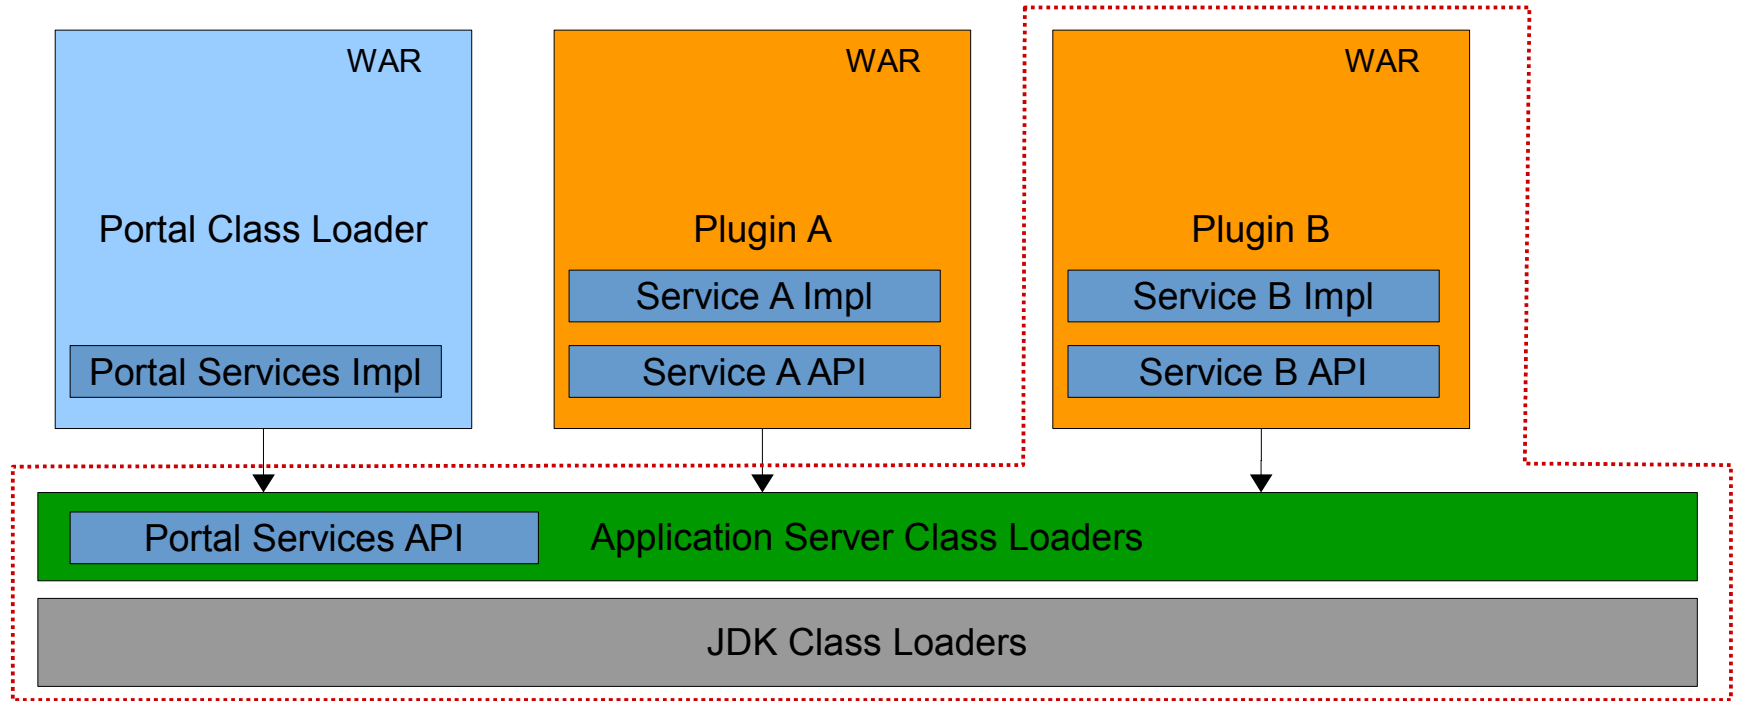 WAR
Portal Class Loader
Portal Services Impl
WAR
Plugin A
Service A Impl
Service A API
WAR
Plugin B
Service B Impl
Service B API
Portal Services API
Application Server Class Loaders
JDK Class Loaders